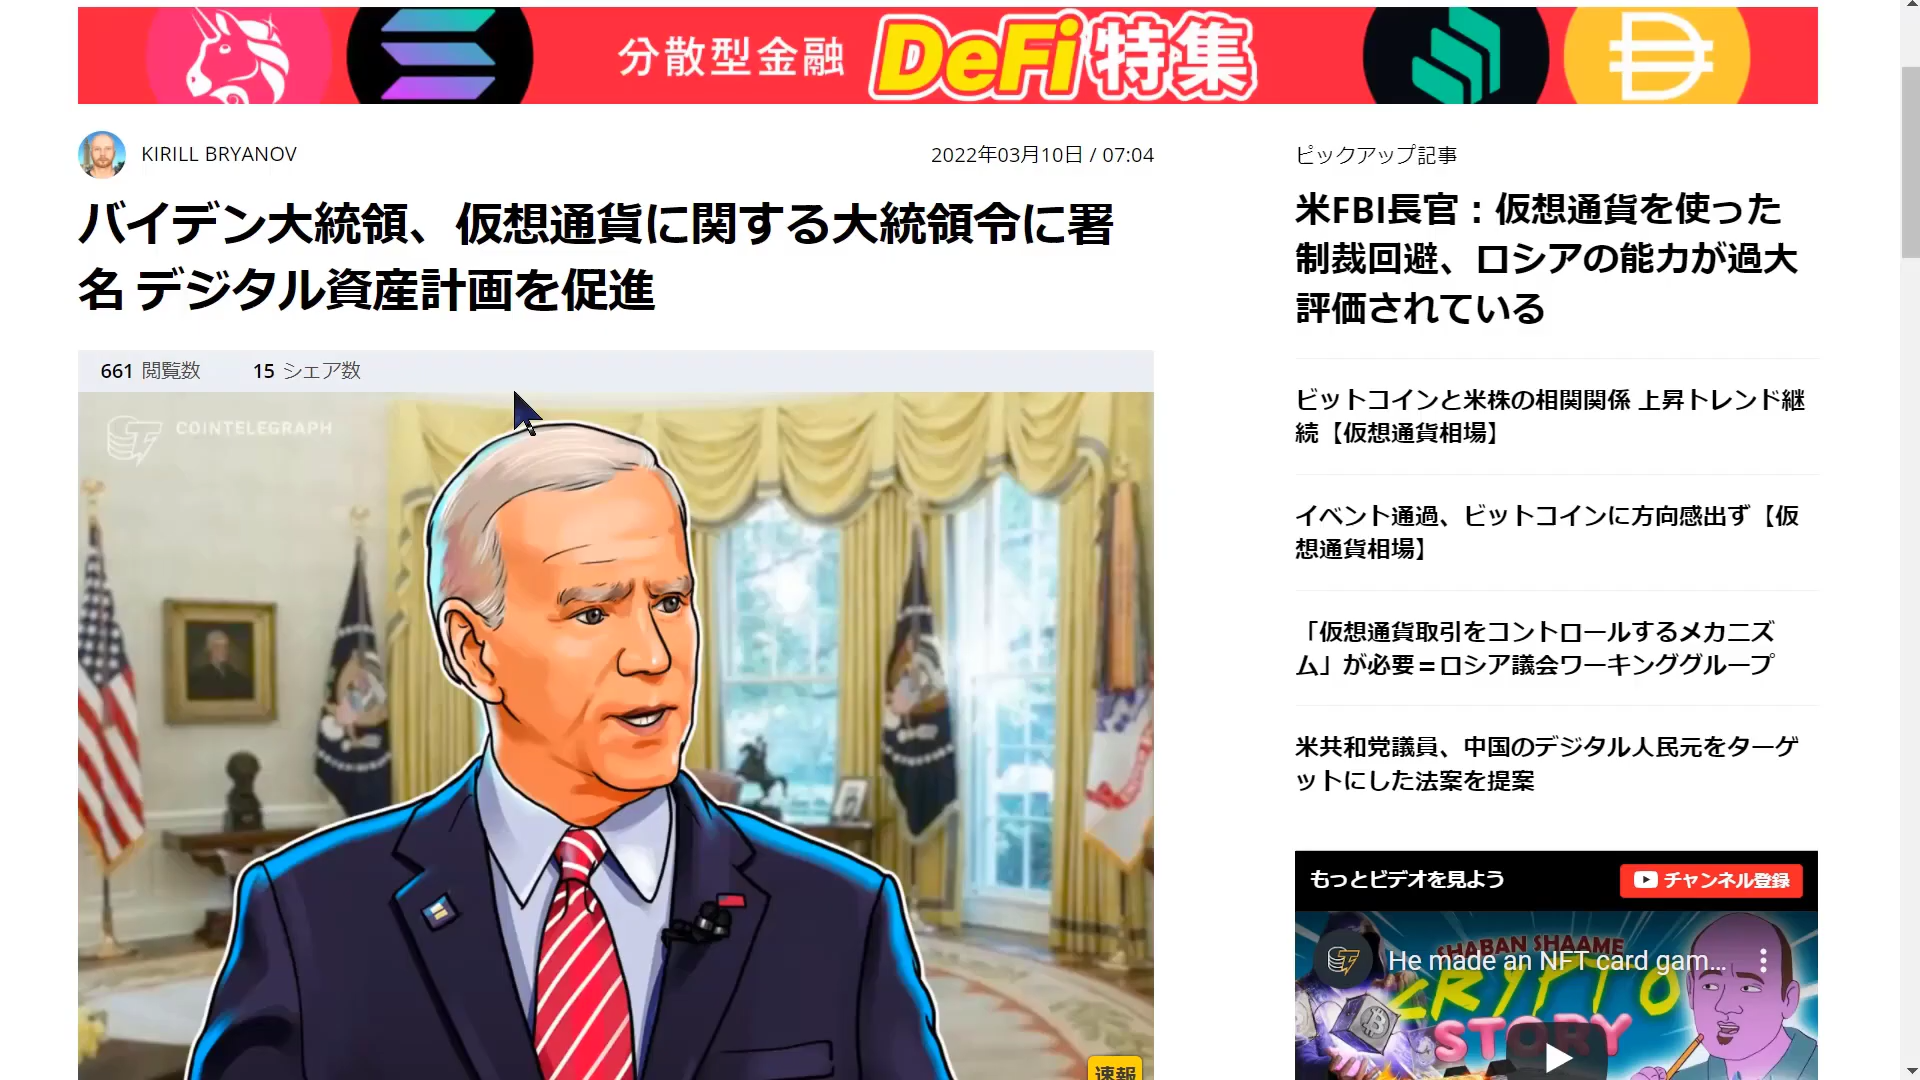 分散型金融 DeFi特集
KIRILL BRYANOV
2022年03月10日 / 07:04
バイデン大統領、仮想通貨に関する大統領令に署
名 デジタル資産計画を促進
661 閲覧数 15 シェア数
COINTELEGRAPH
速報
ピックアップ記事
米FBI長官：仮想通貨を使った
制裁回避、ロシアの能力が過大
評価されている
ビットコインと米株の相関関係 上昇トレンド継
続【仮想通貨相場】
イベント通過、ビットコインに方向感出ず【仮
想通貨相場】
「仮想通貨取引をコントロールするメカニズ
ム」が必要＝ロシア議会ワーキンググループ
米共和党議員、中国のデジタル人民元をターゲ
ットにした法案を提案
もっとビデオを見よう
チャンネル登録
SHABAN SHAAME
He made an NFT card gam...
CRYPTO
STORY